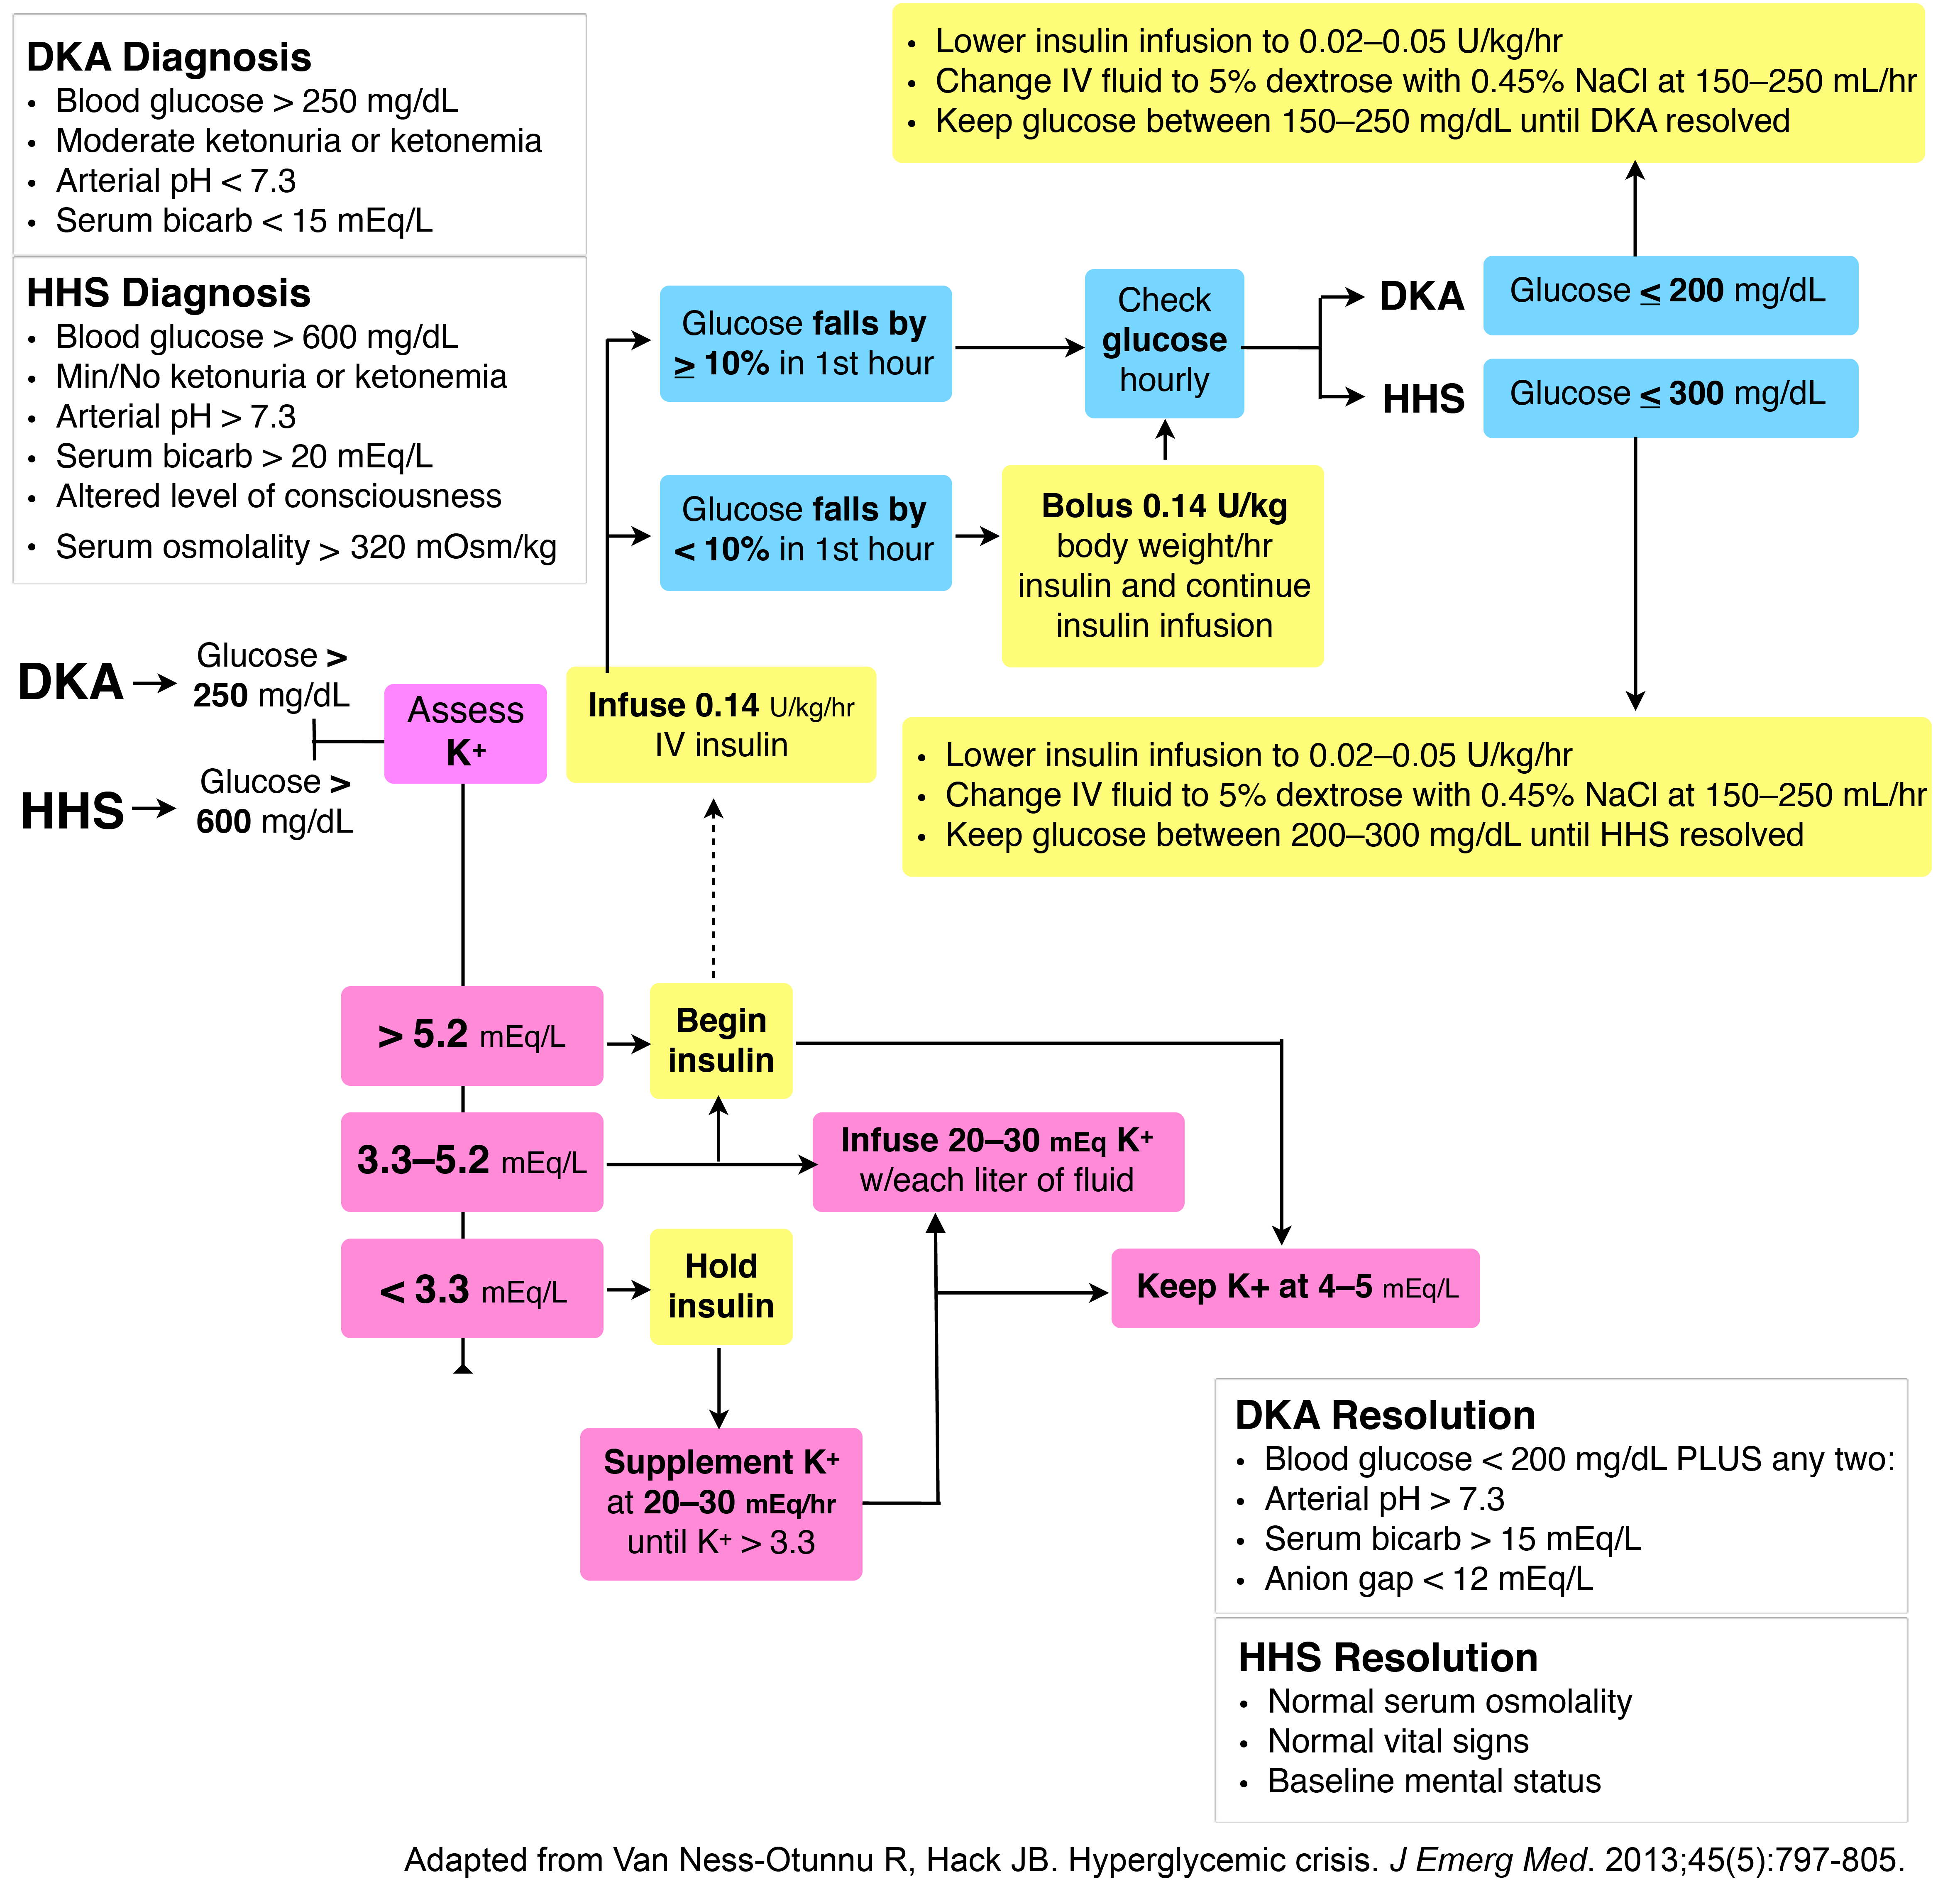 DKA Diagnosis
• Blood glucose > 250 mg/dL
• Moderate ketonuria or ketonemia
• Arterial pH < 7.3
• Serum bicarb < 15 mEq/L
HHS Diagnosis
• Blood glucose > 600 mg/dL
• Min/No ketonuria or ketonemia
• Arterial pH > 7.3
• Serum bicarb > 20 mEq/L
• Altered level of consciousness
• Serum osmolality > 320 mOsm/kg
• Lower insulin infusion to 0.02–0.05 U/kg/hr
• Change IV fluid to 5% dextrose with 0.45% NaCl at 150–250 mL/hr
• Keep glucose between 150–250 mg/dL until DKA resolved
Glucose falls by
≥ 10% in 1st hour
Check
glucose
hourly
DKA
Glucose ≤ 200 mg/dL
HHS
Glucose ≤ 300 mg/dL
Glucose falls by
< 10% in 1st hour
Bolus 0.14 U/kg
body weight/hr
insulin and continue
insulin infusion
DKA
Glucose >
250 mg/dL
HHS
Glucose >
600 mg/dL
Assess
K+
Infuse 0.14 U/kg/hr
IV insulin
• Lower insulin infusion to 0.02–0.05 U/kg/hr
• Change IV fluid to 5% dextrose with 0.45% NaCl at 150–250 mL/hr
• Keep glucose between 200–300 mg/dL until HHS resolved
> 5.2 mEq/L
Begin
insulin
3.3–5.2 mEq/L
Infuse 20–30 mEq K+
w/each liter of fluid
< 3.3 mEq/L
Hold
insulin
Keep K+ at 4–5 mEq/L
Supplement K+
at 20–30 mEq/hr
until K+ > 3.3
DKA Resolution
• Blood glucose < 200 mg/dL PLUS any two:
• Arterial pH > 7.3
• Serum bicarb > 15 mEq/L
• Anion gap < 12 mEq/L
HHS Resolution
• Normal serum osmolality
• Normal vital signs
• Baseline mental status
Adapted from Van Ness-Otunnu R, Hack JB. Hyperglycemic crisis. J Emerg Med. 2013;45(5):797-805.